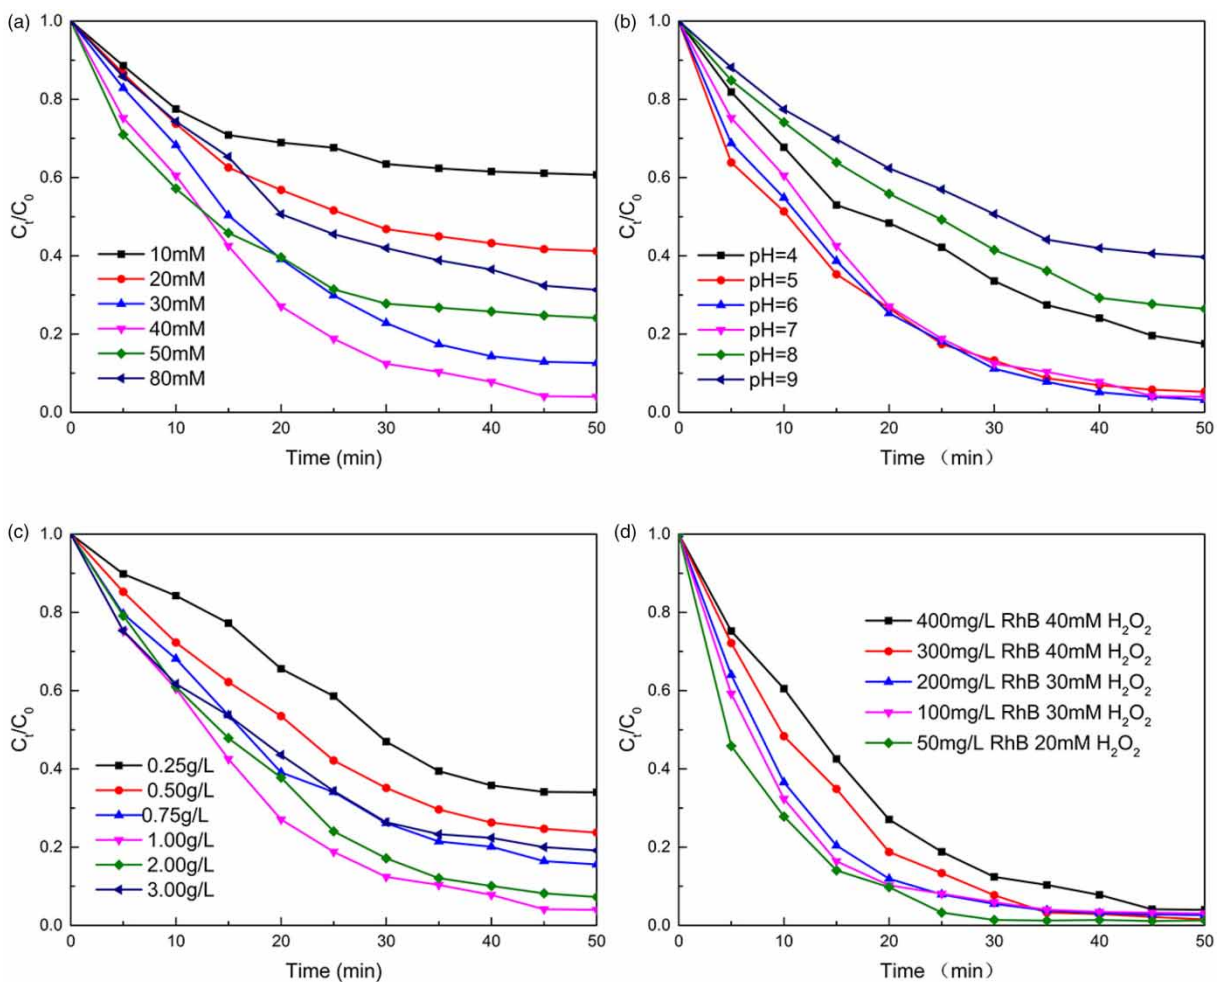 (a)
1.0
0.8
0.6
0.4
0.2
0.0
Ct/C0
10mM
20mM
30mM
40mM
50mM
80mM
0 10 20 30 40 50
Time (min)
(b)
1.0
0.8
0.6
0.4
0.2
0.0
Ct/C0
pH=4
pH=5
pH=6
pH=7
pH=8
pH=9
0 10 20 30 40 50
Time （min）
(c)
1.0
0.8
0.6
0.4
0.2
0.0
Ct/C0
0.25g/L
0.50g/L
0.75g/L
1.00g/L
2.00g/L
3.00g/L
0 10 20 30 40 50
Time (min)
(d)
1.0
0.8
0.6
0.4
0.2
0.0
Ct/C0
400mg/L RhB 40mM H2O2
300mg/L RhB 40mM H2O2
200mg/L RhB 30mM H2O2
100mg/L RhB 30mM H2O2
50mg/L RhB 20mM H2O2
0 10 20 30 40 50
Time （min）